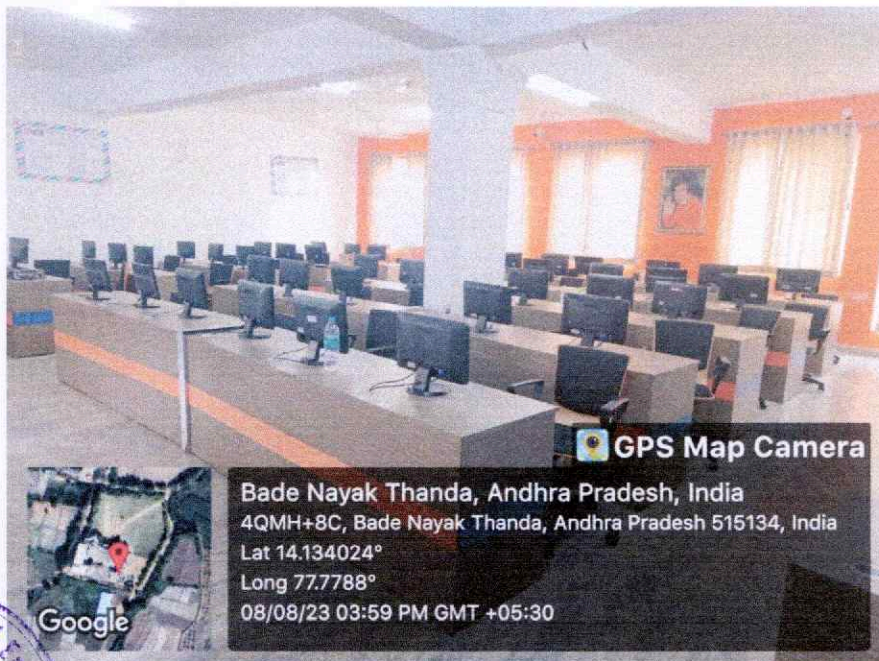 GPS Map Camera
Bade Nayak Thanda, Andhra Pradesh, India
4QMH+8C, Bade Nayak Thanda, Andhra Pradesh 515134, India
Lat 14.134024°
Long 77.7788°
08/08/23 03:59 PM GMT +05:30
Google